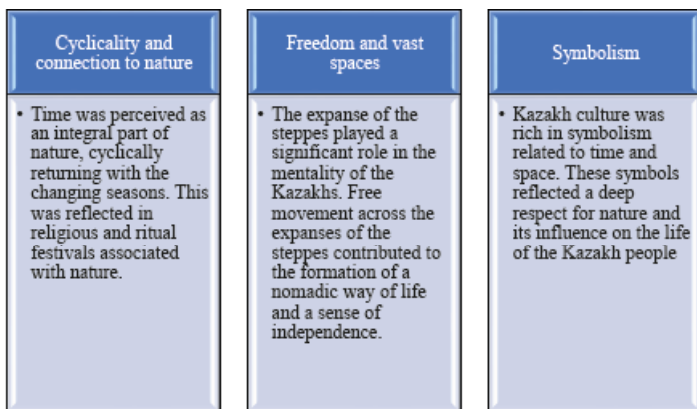 Cyclicality and
connection to nature
• Time was perceived as
an integral part of
nature, cyclically
returning with the
changing seasons. This
was reflected in
religious and ritual
festivals associated
with nature.
Freedom and vast
spaces
• The expanse of the
steppes played a
significant role in the
mentality of the
Kazakhs. Free
movement across the
expanses of the
steppes contributed to
the formation of a
nomadic way of life
and a sense of
independence.
Symbolism
• Kazakh culture was
rich in symbolism
related to time and
space. These symbols
reflected a deep
respect for nature and
its influence on the life
of the Kazakh people